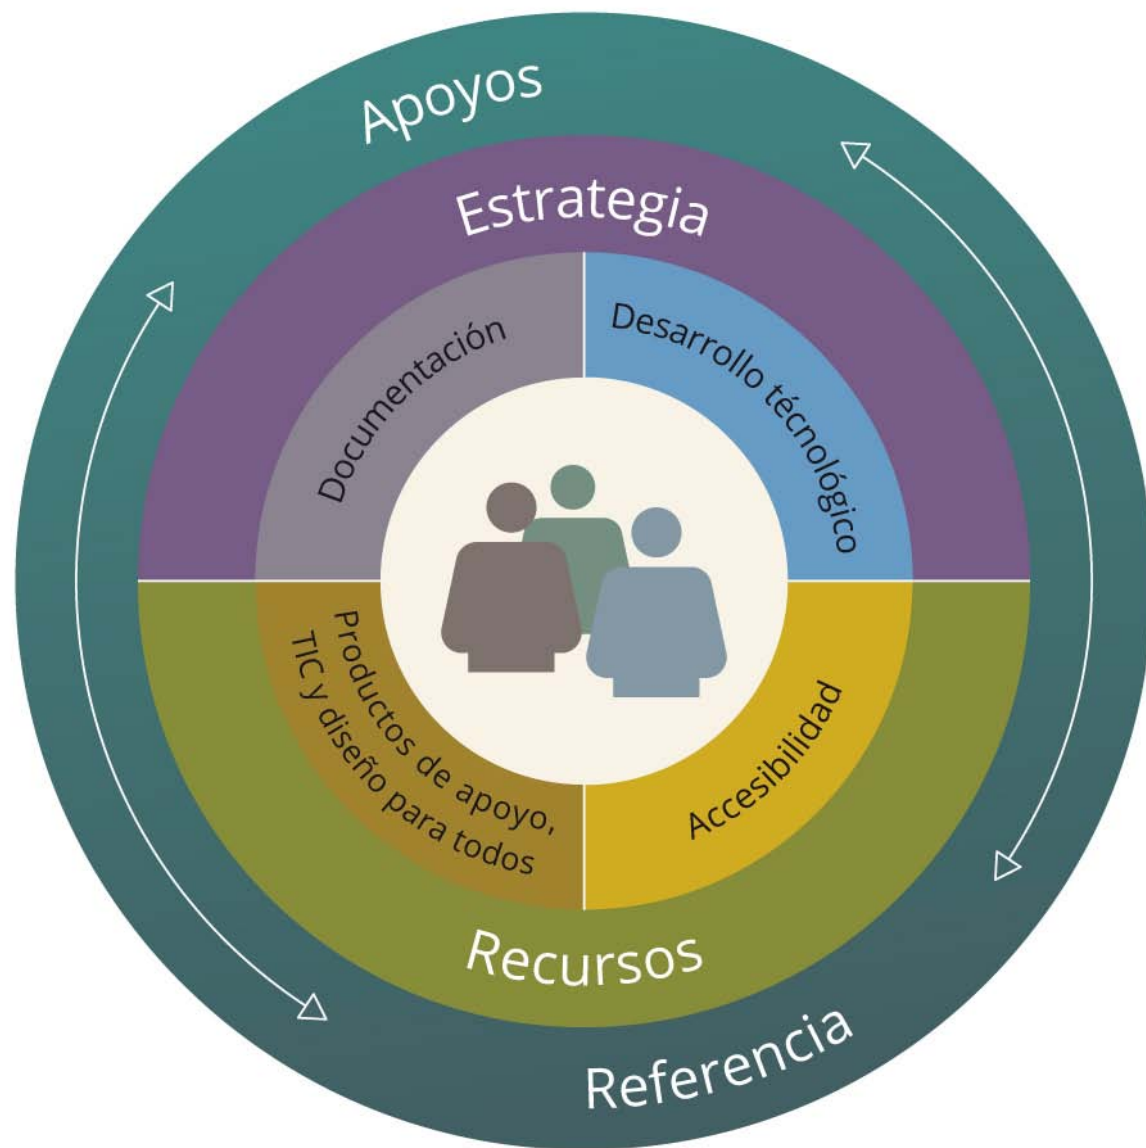 Apoyos
Estrategia
Documentación
Desarrollo técnológico
Productos de apoyo,
TIC y diseño para todos
Accesibilidad
Recursos
Referencia